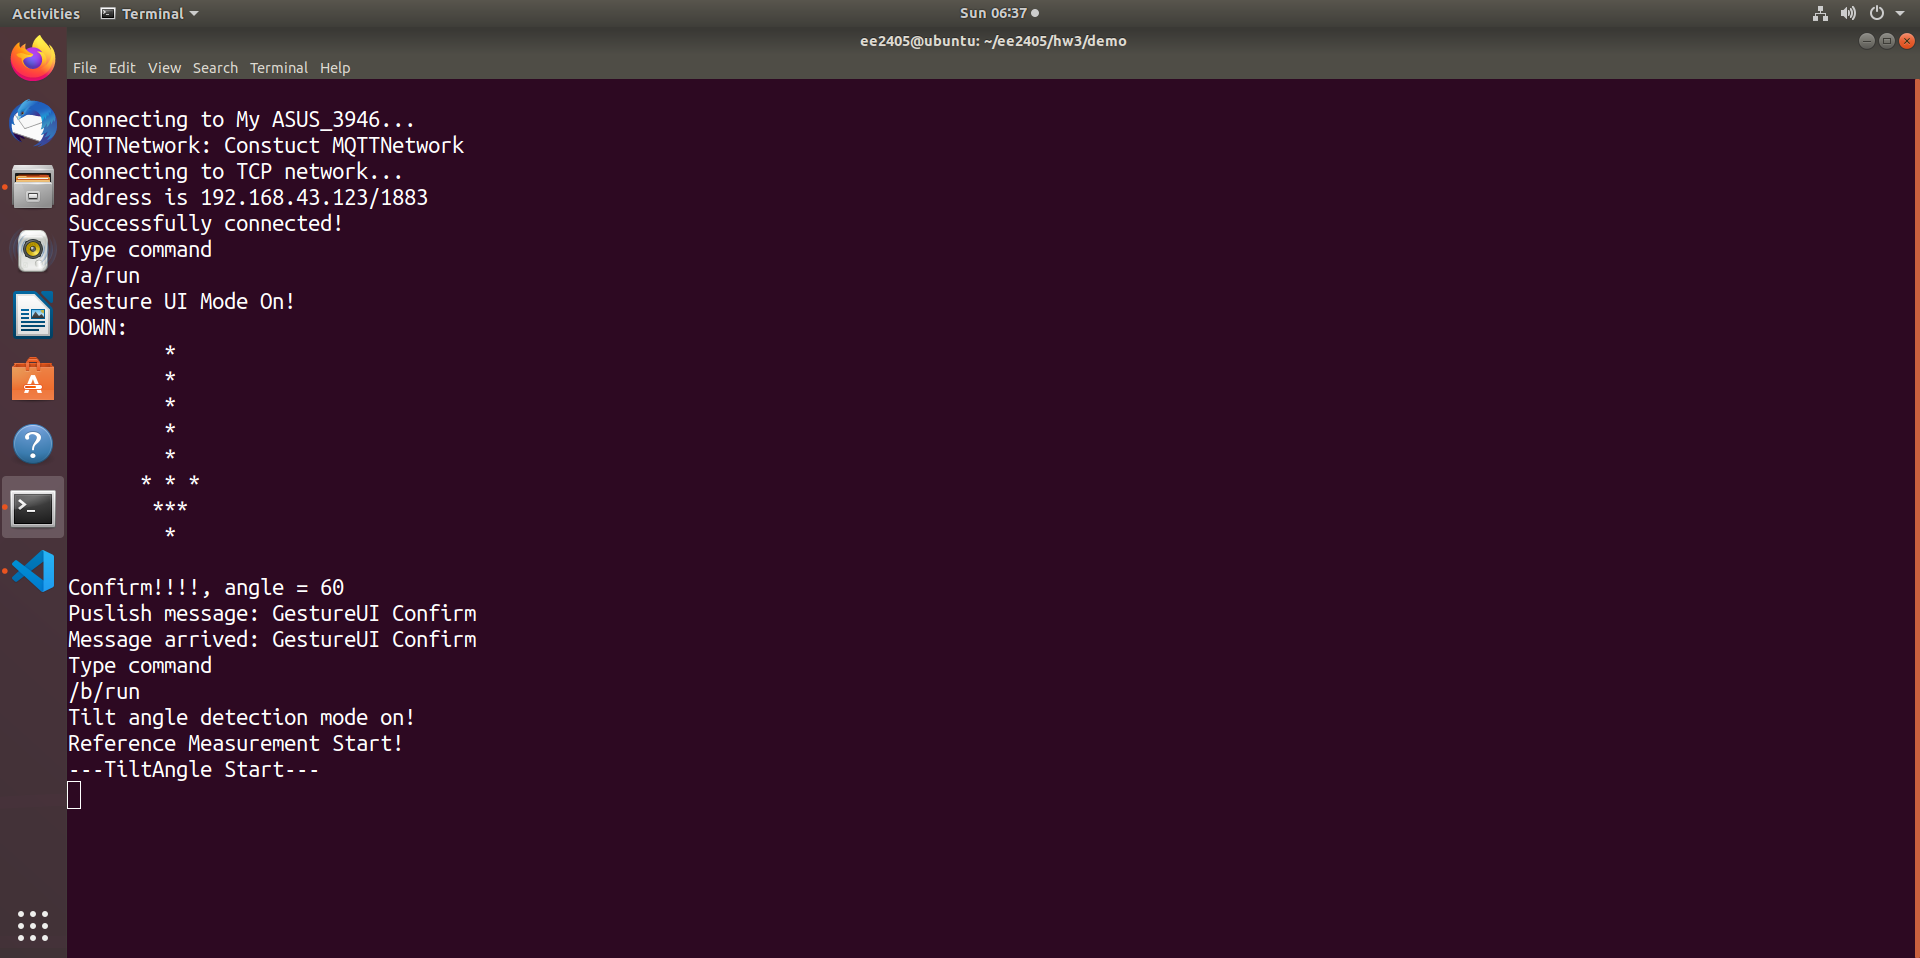 Activities Terminal Sun 06:37
ee2405@ubuntu: ~/ee2405/hw3/demo
File Edit View Search Terminal Help
Connecting to My ASUS_3946...
MQTTNetwork: Constuct MQTTNetwork
Connecting to TCP network...
address is 192.168.43.123/1883
Successfully connected!
Type command
/a/run
Gesture UI Mode On!
DOWN:
*
*
*
*
*
* * *
***
*
Confirm!!!!, angle = 60
Puslish message: GestureUI Confirm
Message arrived: GestureUI Confirm
Type command
/b/run
Tilt angle detection mode on!
Reference Measurement Start!
---TiltAngle Start---